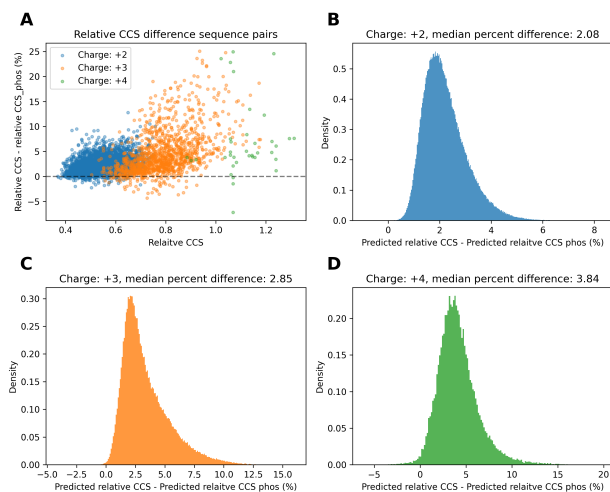 A
Relative CCS difference sequence pairs
Relative CCS - relative CCS_phos (%)
25
20
15
10
5
0
−5
Charge: +2
Charge: +3
Charge: +4
0.4 0.6 0.8 1.0 1.2
Relaitve CCS
B
Charge: +2, median percent difference: 2.08
Density
0.5
0.4
0.3
0.2
0.1
0.0
0 2 4 6 8
Predicted relative CCS - Predicted relaitve CCS phos (%)
C
Charge: +3, median percent difference: 2.85
Density
0.30
0.25
0.20
0.15
0.10
0.05
0.00
−5.0 −2.5 0.0 2.5 5.0 7.5 10.0 12.5 15.0
Predicted relative CCS - Predicted relative CCS phos (%)
D
Charge: +4, median percent difference: 3.84
Density
0.20
0.15
0.10
0.05
0.00
−5 0 5 10 15 20
Predicted relative CCS - Predicted relative CCS phos (%)